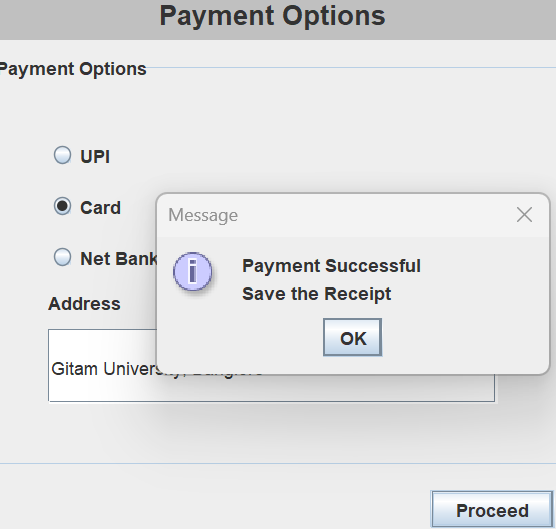 Payment Options
Payment Options
UPI
Card
Net Bank
Message
Payment Successful
Save the Receipt
OK
Address
Gitam University,
Proceed